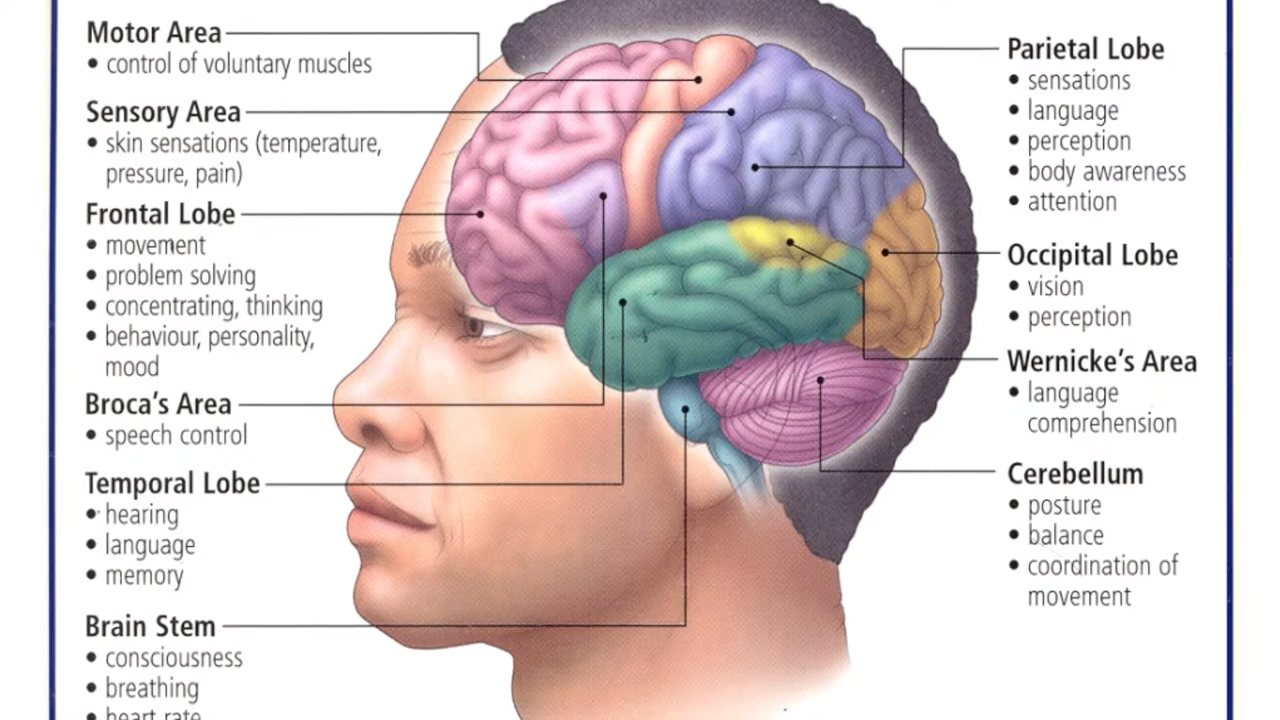 Motor Area
• control of voluntary muscles
Sensory Area
• skin sensations (temperature,
pressure, pain)
Frontal Lobe
• movement
• problem solving
• concentrating, thinking
• behaviour, personality,
mood
Broca's Area
• speech control
Temporal Lobe
• hearing
• language
• memory
Brain Stem
• consciousness
• breathing
• heart rate
Parietal Lobe
• sensations
• language
• perception
• body awareness
• attention
Occipital Lobe
• vision
• perception
Wernicke's Area
• language
comprehension
Cerebellum
• posture
• balance
• coordination of
movement